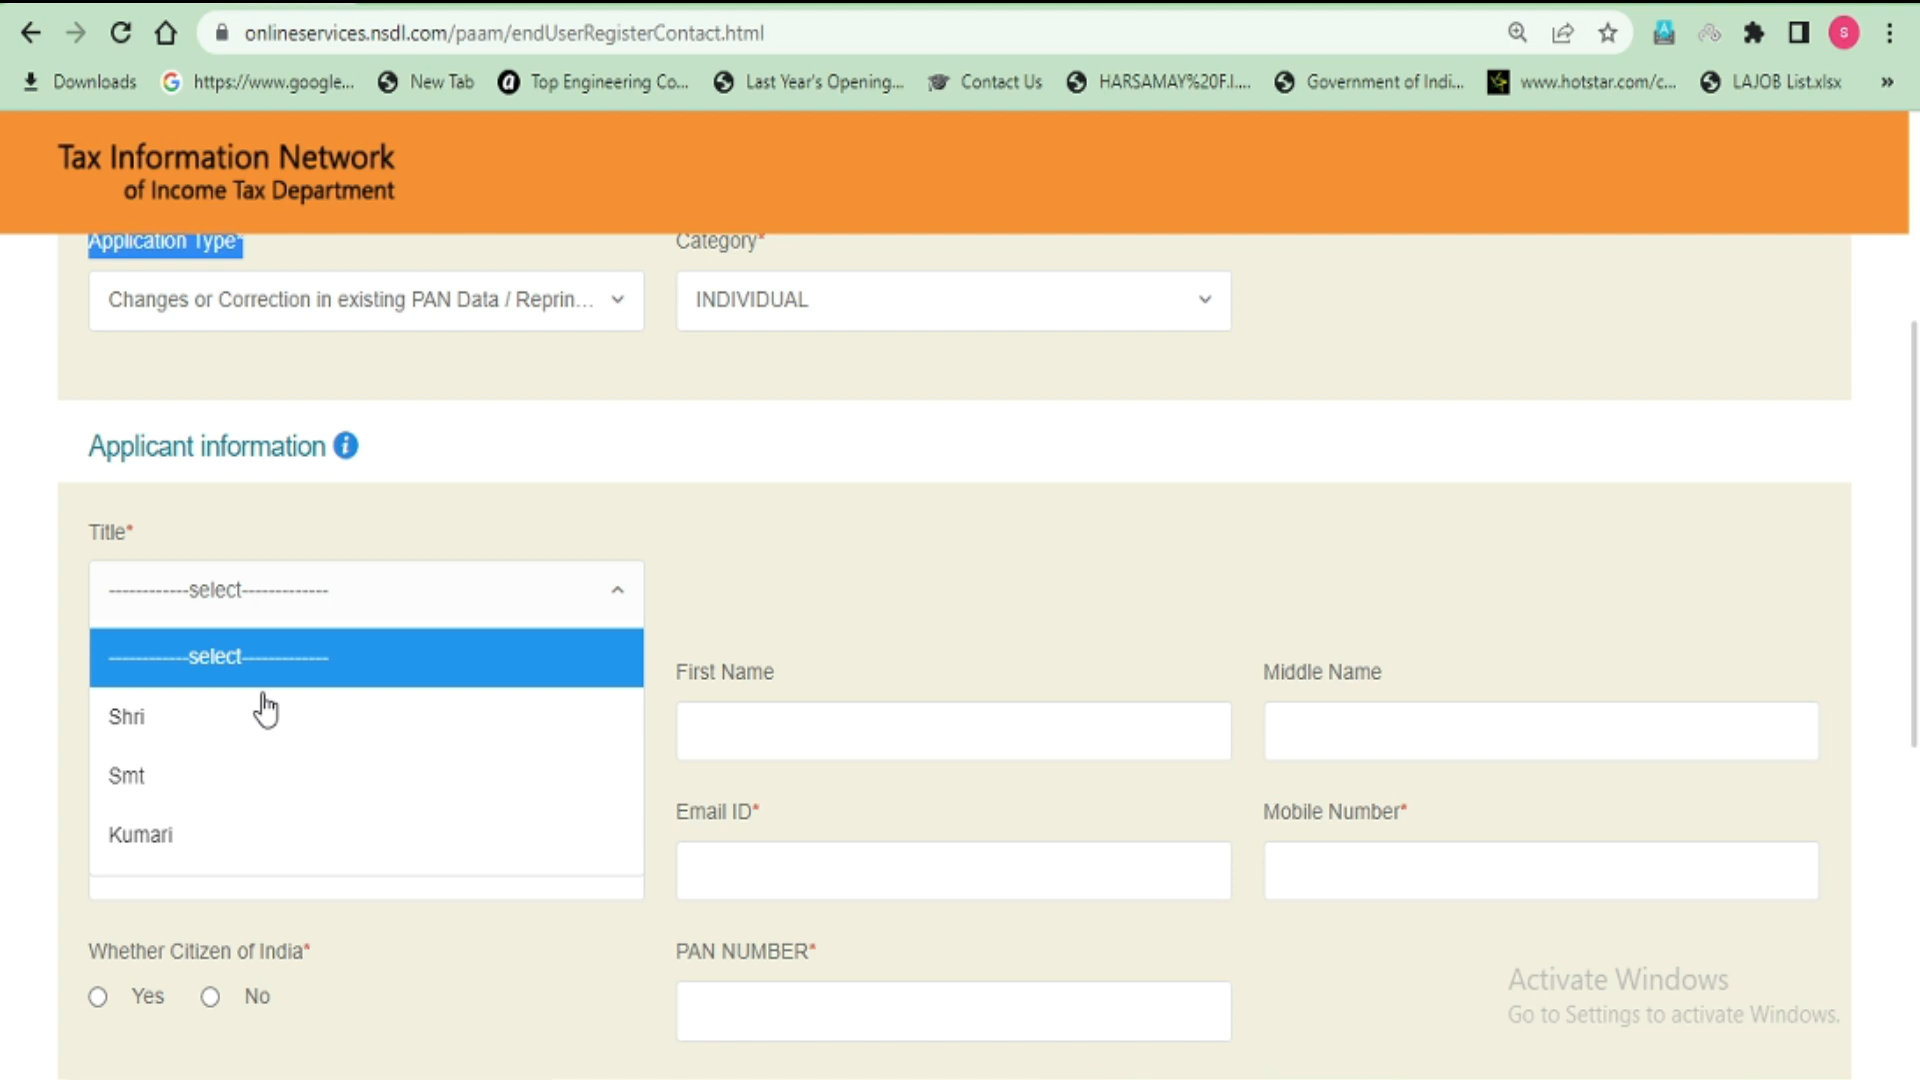 onlineservices.nsdl.com/paam/endUserRegisterContact.html
S
Downloads
https://www.google...
New Tab
Top Engineering Co...
Last Year's Opening...
Contact Us
HARSAMAY%20F.I....
Government of Indi...
www.hotstar.com/c...
LAJOB List.xlsx
»
Tax Information Network
of Income Tax Department
Application Type*
Category*
Changes or Correction in existing PAN Data / Reprin...
INDIVIDUAL
Applicant information
Title*
------------select-------------
------------select-------------
Shri
Smt
Kumari
First Name
Middle Name
Email ID*
Mobile Number*
Whether Citizen of India*
PAN NUMBER*
Yes No
Activate Windows
Go to Settings to activate Windows.